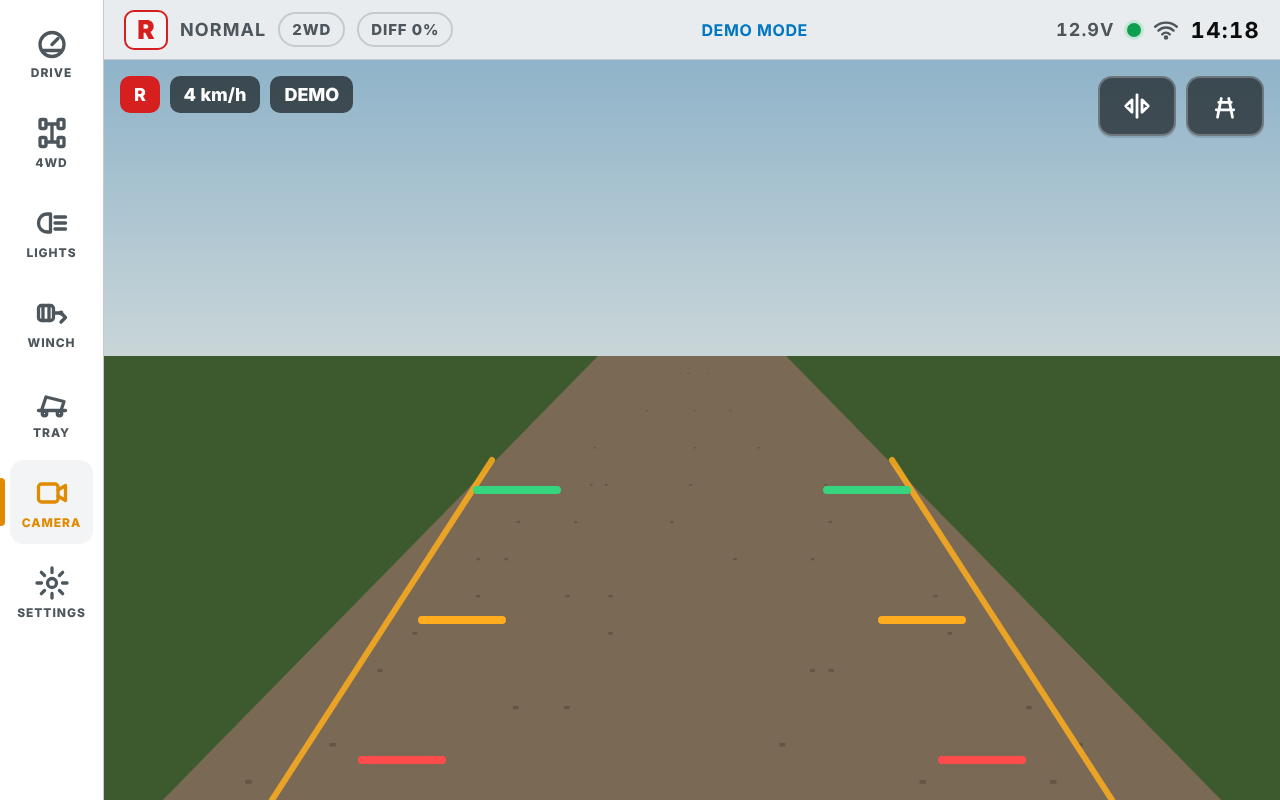 R NORMAL 2WD DIFF 0% DEMO MODE 12.9V 14:18
R 4 km/h DEMO
DRIVE
4WD
LIGHTS
WINCH
TRAY
CAMERA
SETTINGS